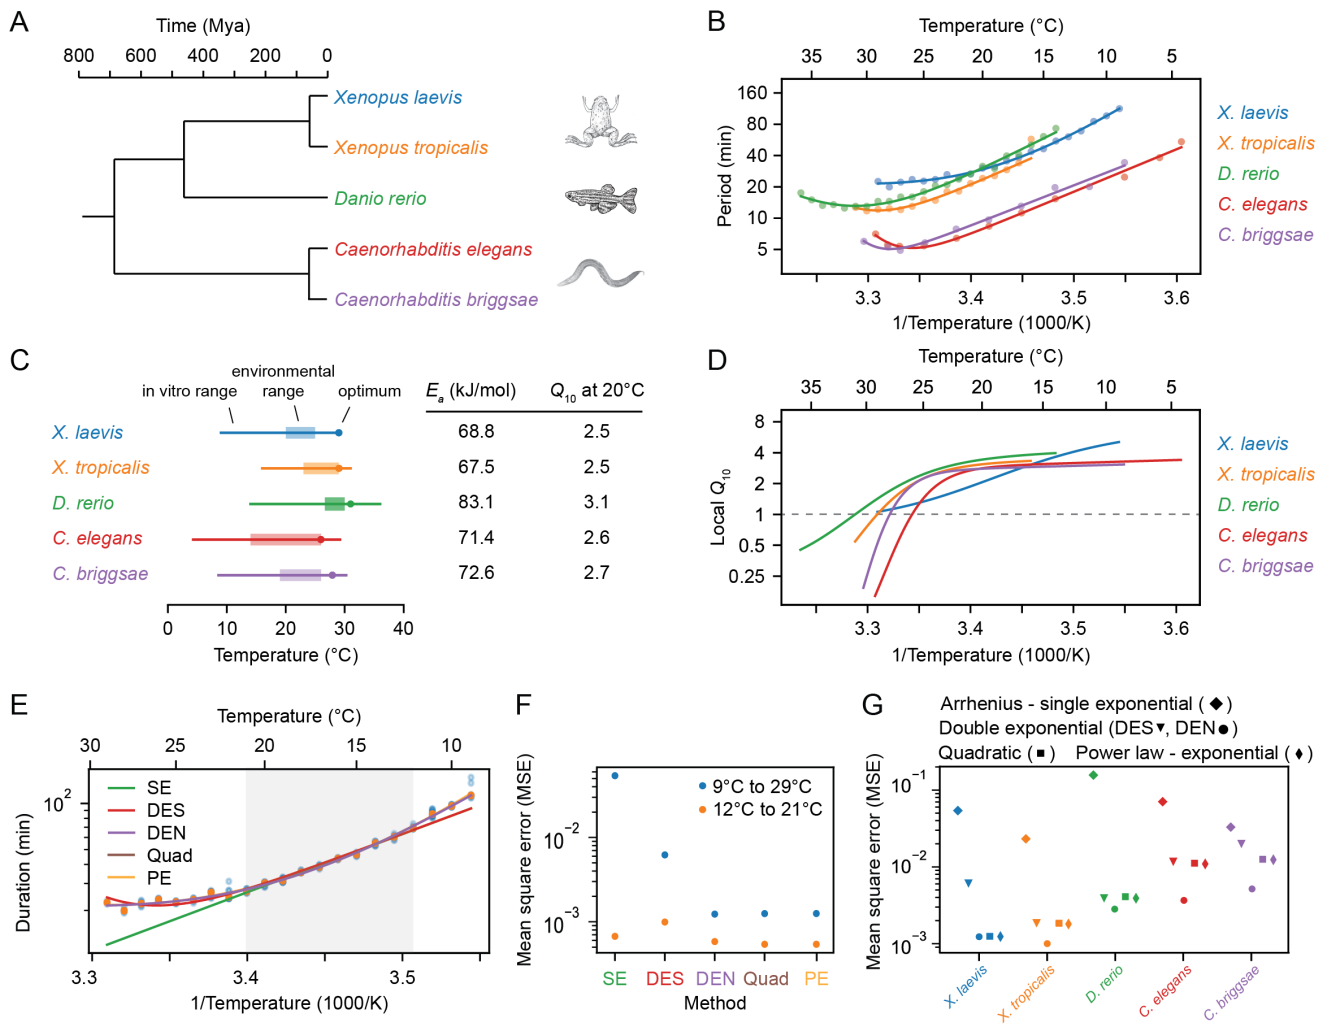 A
Time (Mya)
800 600 400 200 0
Xenopus laevis
Xenopus tropicalis
Danio rerio
Caenorhabditis elegans
Caenorhabditis briggsae
B
Temperature (°C)
35 30 25 20 15 10 5
Period (min)
160
80
40
20
10
5
3.3 3.4 3.5 3.6
1/Temperature (1000/K)
X. laevis
X. tropicalis
D. rerio
C. elegans
C. briggsae
C
in vitro range
environmental
range
optimum
Ea (kJ/mol) Q10 at 20°C
X. laevis 68.8 2.5
X. tropicalis 67.5 2.5
D. rerio 83.1 3.1
C. elegans 71.4 2.6
C. briggsae 72.6 2.7
0 10 20 30 40
Temperature (°C)
D
Temperature (°C)
35 30 25 20 15 10 5
Local Q10
8
4
2
1
0.5
0.25
3.3 3.4 3.5 3.6
1/Temperature (1000/K)
X. laevis
X. tropicalis
D. rerio
C. elegans
C. briggsae
E
Temperature (°C)
30 25 20 15 10
Duration (min)
10²
SE
DES
DEN
Quad
PE
3.3 3.4 3.5
1/Temperature (1000/K)
F
Mean square error (MSE)
10⁻²
10⁻³
9°C to 29°C
12°C to 21°C
SE DES DEN Quad PE
Method
G
Arrhenius - single exponential (◆)
Double exponential (DES▼, DEN●)
Quadratic (■) Power law - exponential (♦)
Mean square error (MSE)
10⁻¹
10⁻²
10⁻³
X. laevis
X. tropicalis
D. rerio
C. elegans
C. briggsae